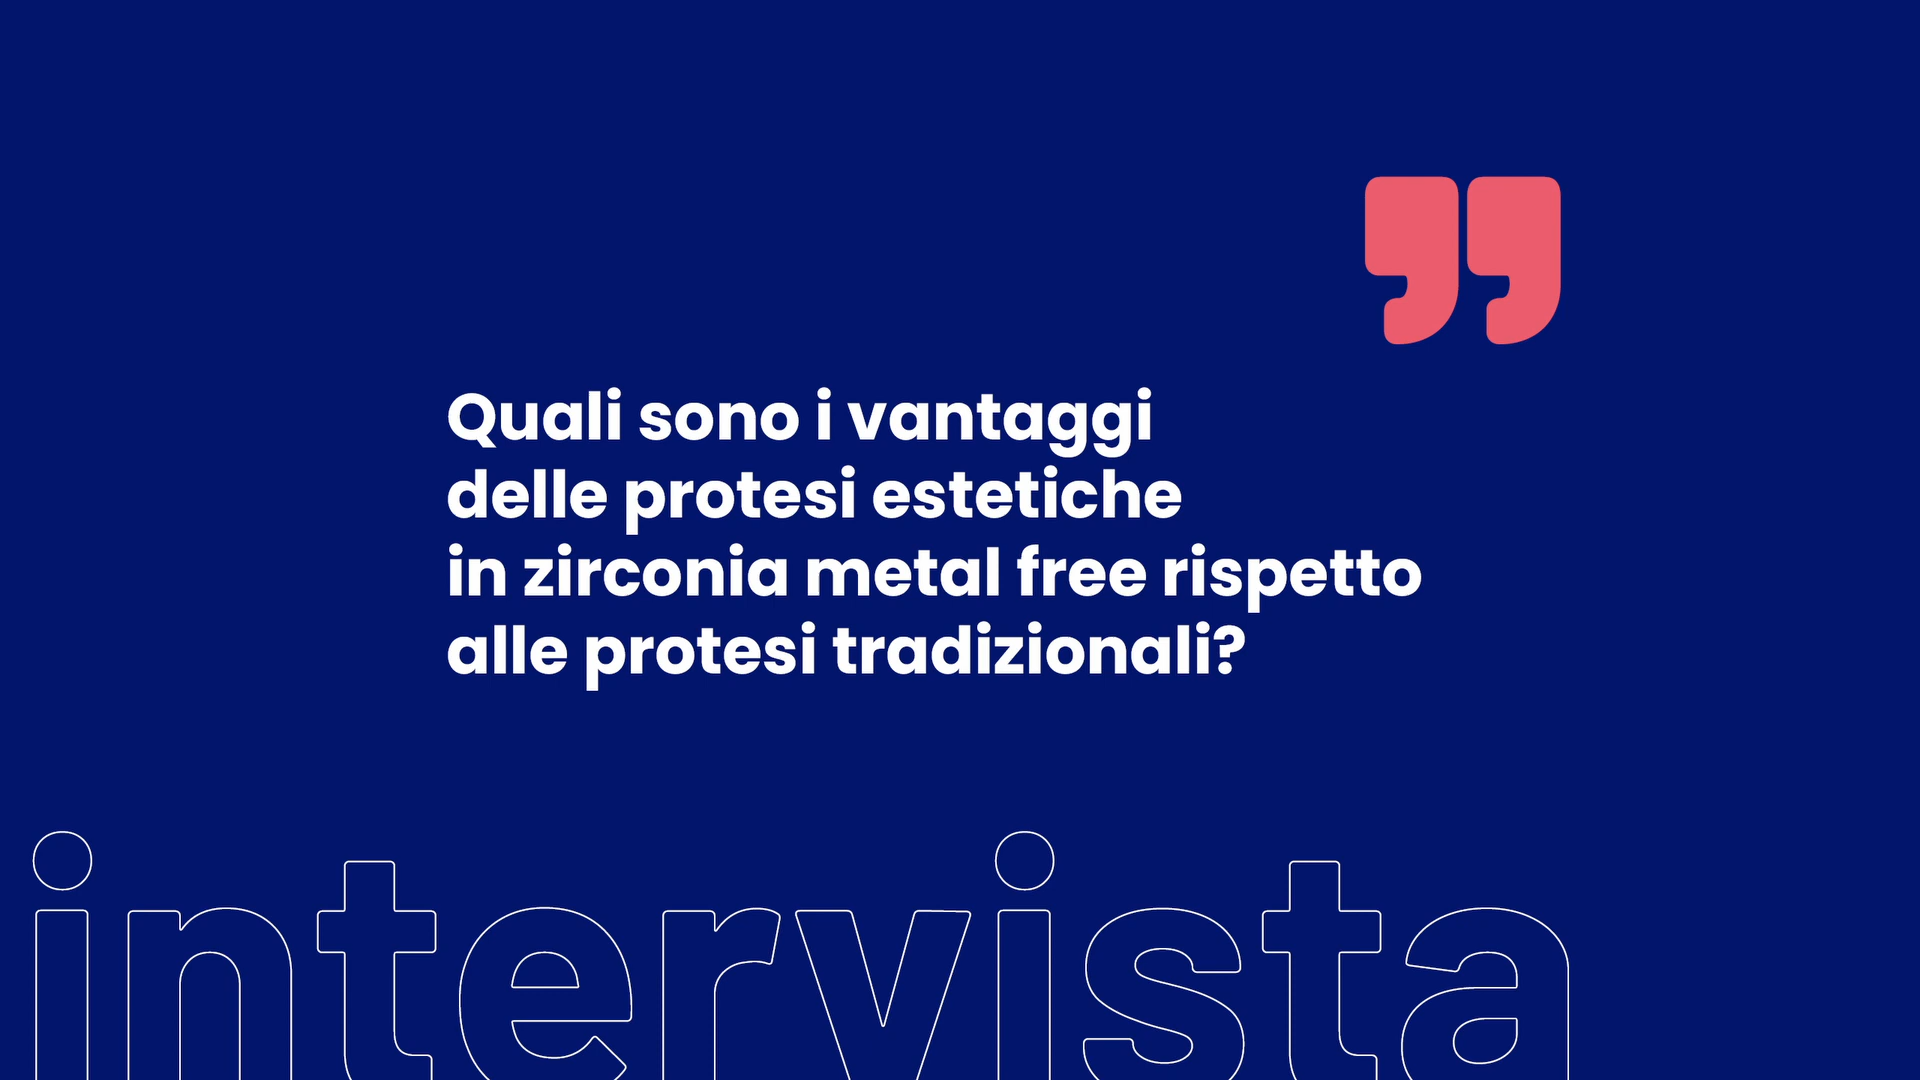 ”
Quali sono i vantaggi
delle protesi estetiche
in zirconia metal free rispetto
alle protesi tradizionali?
intervista